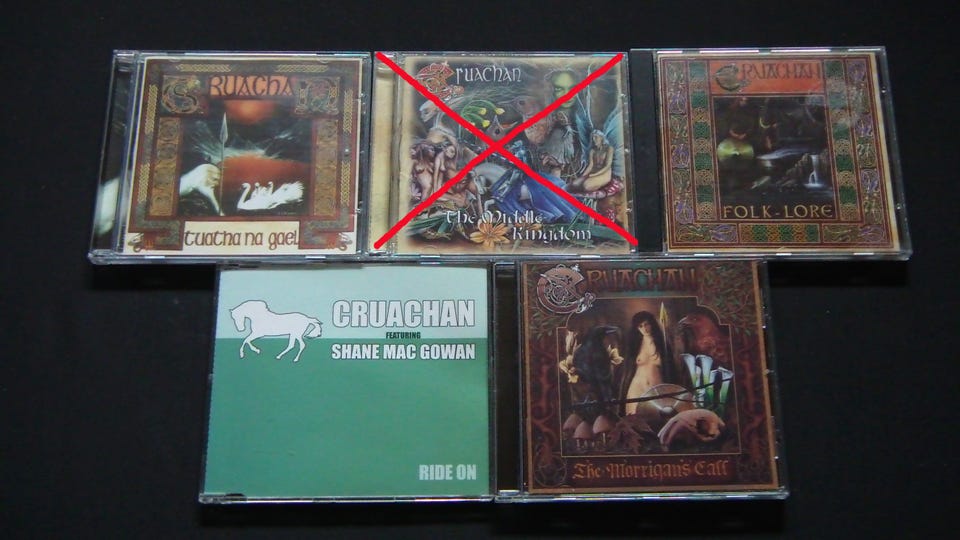 CRUACHAN
tuatha na gael
CRUACHAN
The Middle
Kingdom
CRUACHAN
FOLK-LORE
CRUACHAN
FEATURING
SHANE MAC GOWAN
RIDE ON
CRUACHAN
The Morrigan's Call